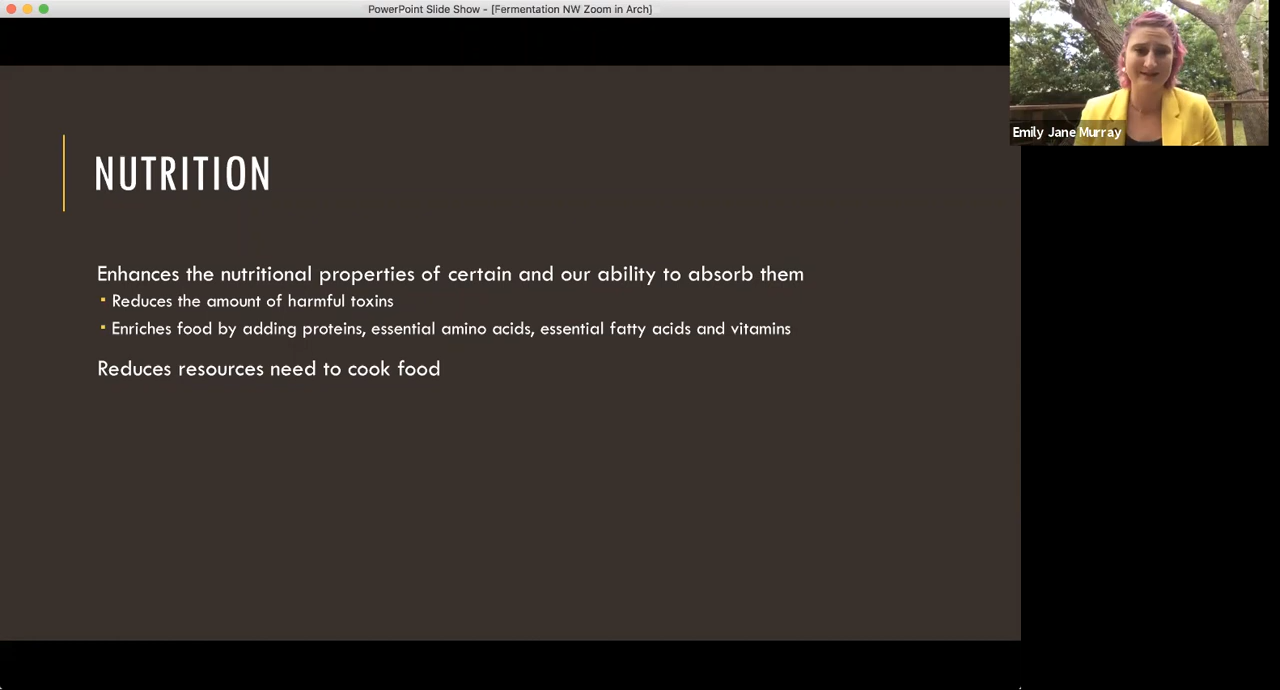 PowerPoint Slide Show - [Fermentation NW Zoom in Arch]
Emily Jane Murray
NUTRITION
Enhances the nutritional properties of certain and our ability to absorb them
Reduces the amount of harmful toxins
Enriches food by adding proteins, essential amino acids, essential fatty acids and vitamins
Reduces resources need to cook food